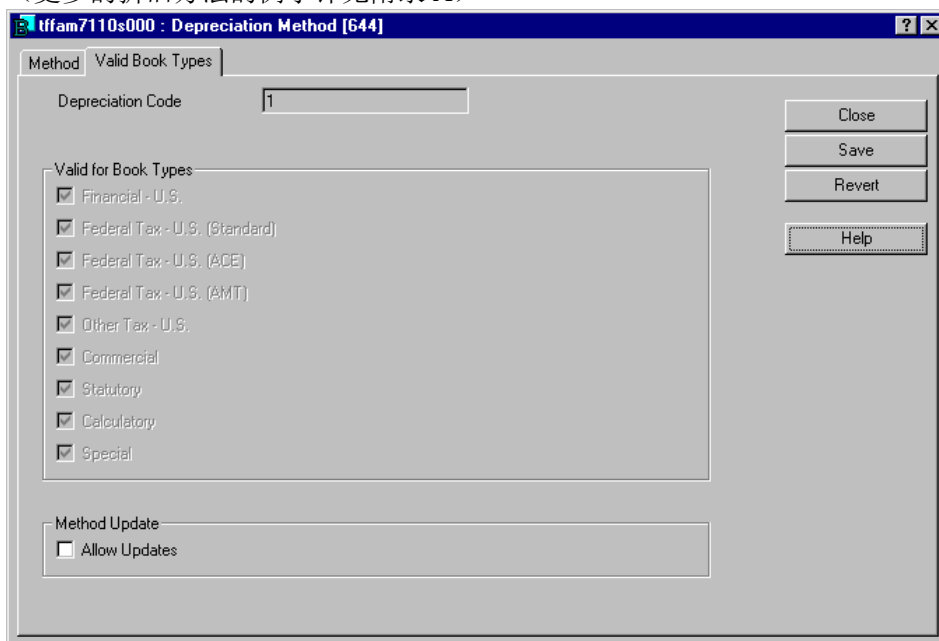 tffam7110s000 : Depreciation Method [644]
Method Valid Book Types
Depreciation Code 1
Close
Save
Revert
Help
Valid for Book Types
Financial - U.S.
Federal Tax - U.S. (Standard)
Federal Tax - U.S. (ACE)
Federal Tax - U.S. (AMT)
Other Tax - U.S.
Commercial
Statutory
Calculatory
Special
Method Update
Allow Updates